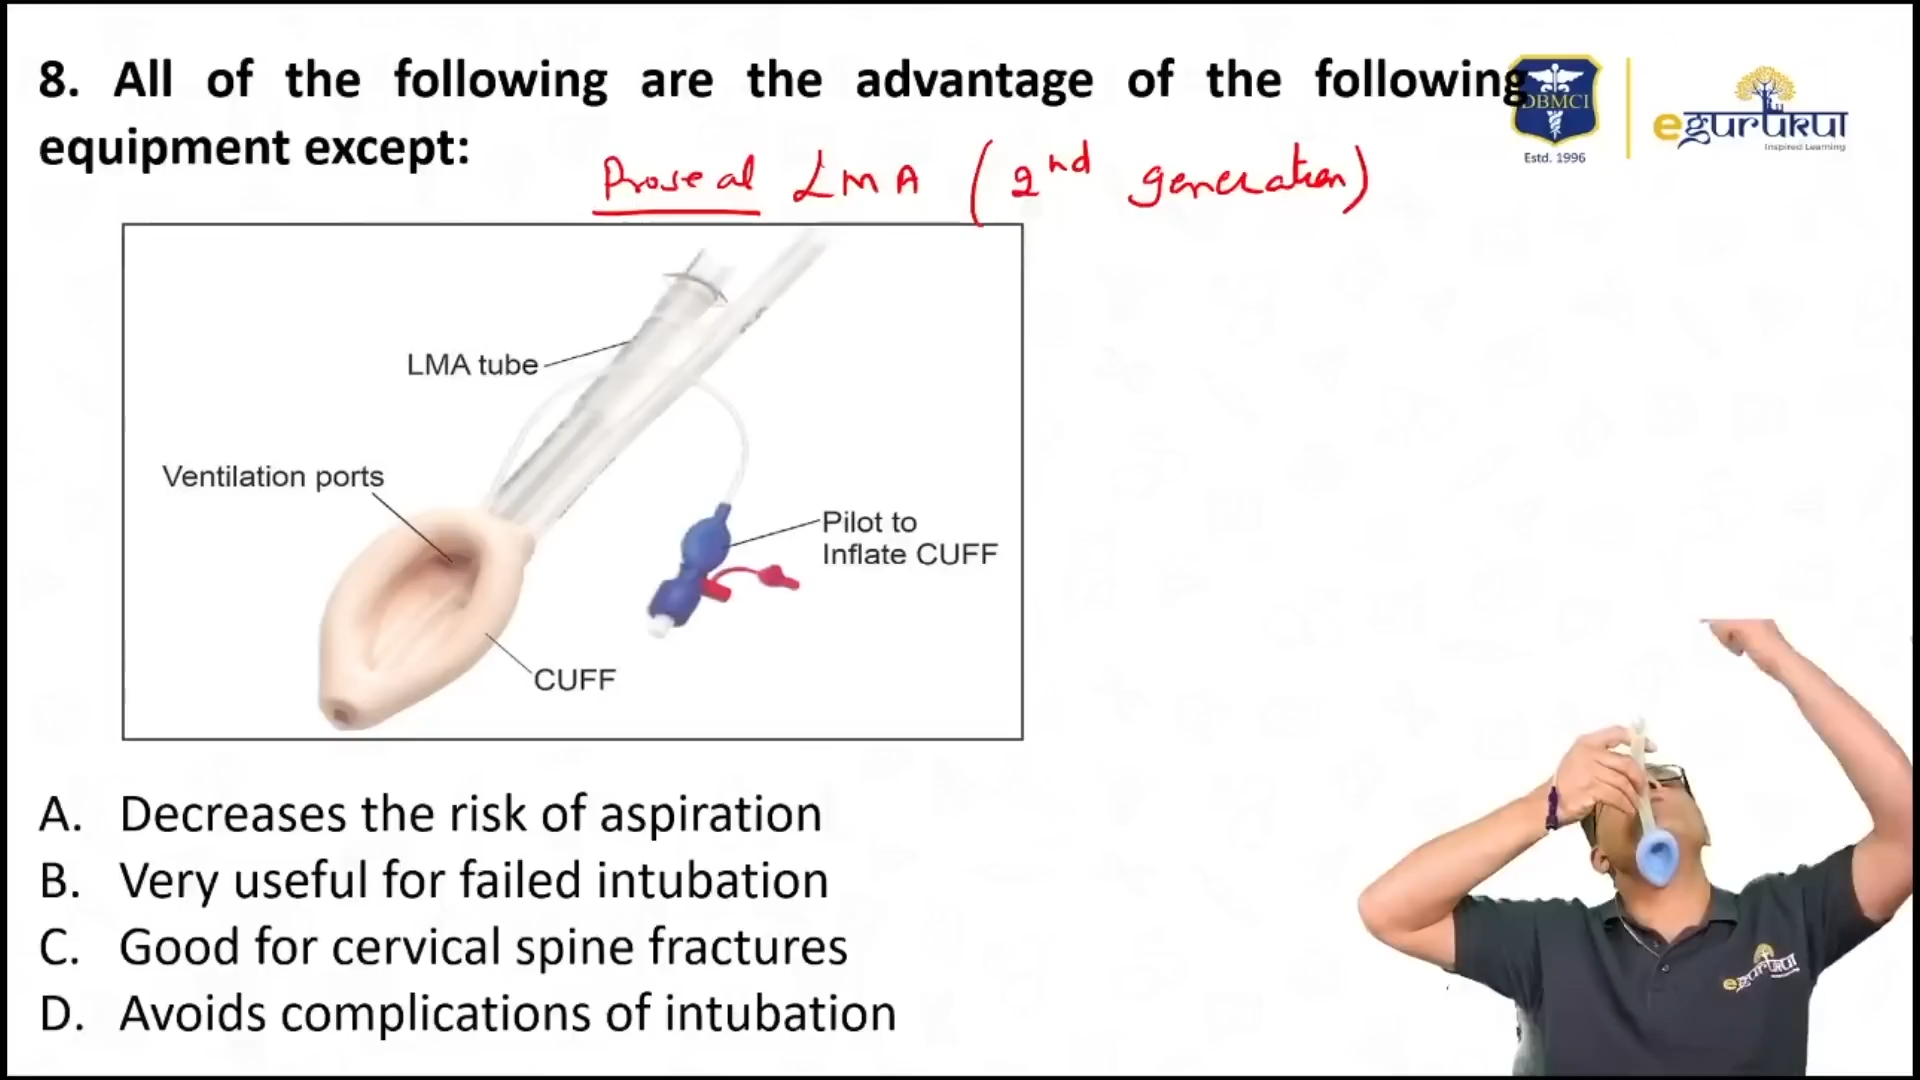 8. All of the following are the advantage of the following
equipment except:
DBMCI
Estd. 1996
eगुरुकुल
Inspired Learning
Proseal LMA (2nd generation)
LMA tube
Ventilation ports
Pilot to
Inflate CUFF
CUFF
A. Decreases the risk of aspiration
B. Very useful for failed intubation
C. Good for cervical spine fractures
D. Avoids complications of intubation
eगुरुकुल